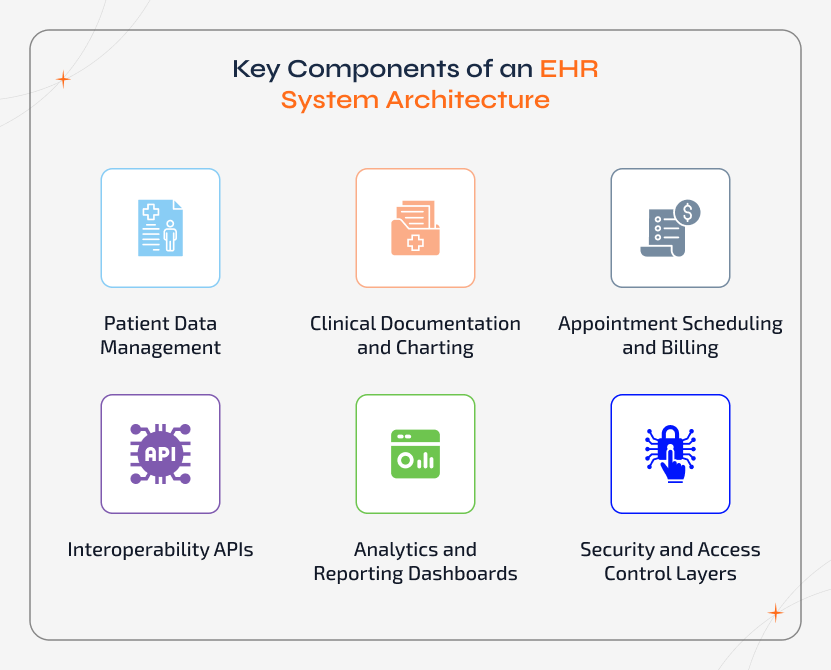 Key Components of an EHR
System Architecture
$
Patient Data
Management
Clinical Documentation
and Charting
Appointment Scheduling
and Billing
API
Interoperability APIs
Analytics and
Reporting Dashboards
Security and Access
Control Layers